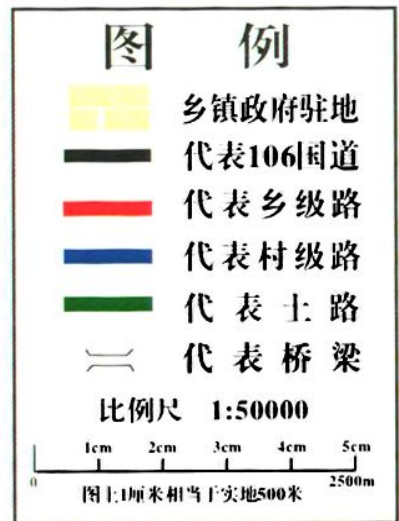 图 例
乡镇政府驻地
代表106国道
代表乡级路
代表村级路
代表土路
代表桥梁
比例尺 1:50000
1cm 2cm 3cm 4cm 5cm
0 2500m
图上1厘米相当于实地500米